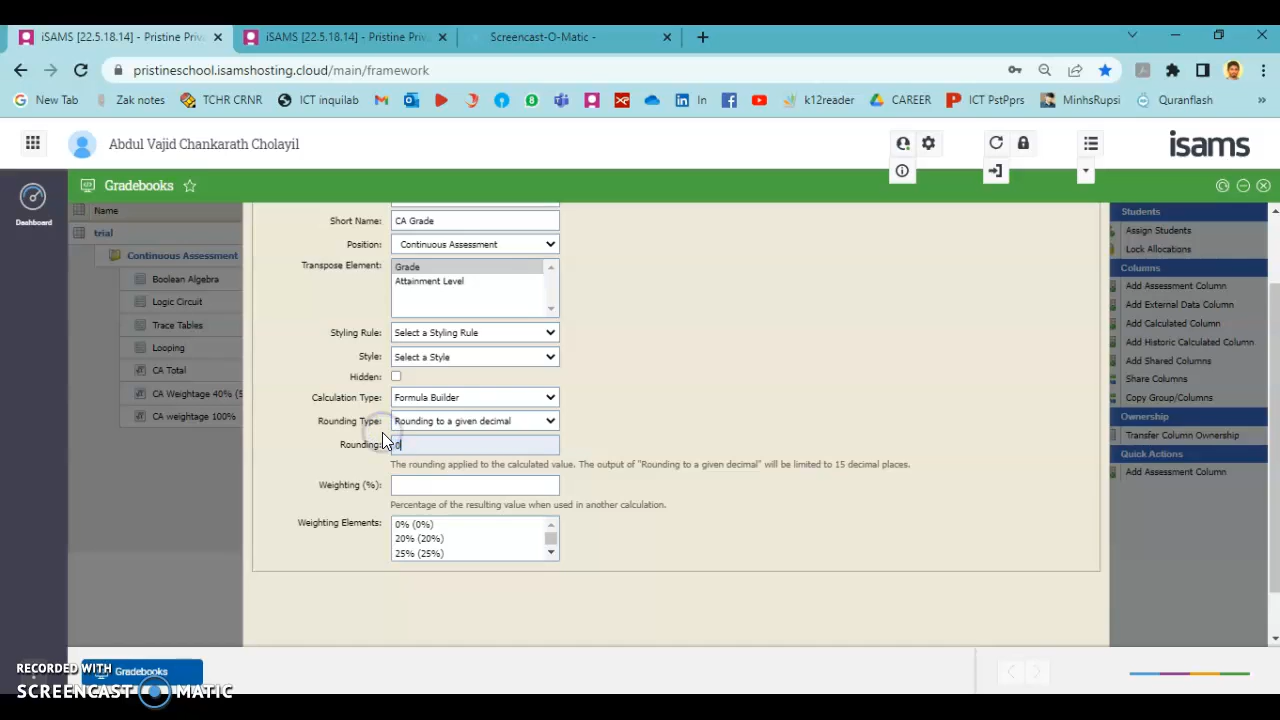 iSAMS [22.5.18.14] - Pristine Priva
iSAMS [22.5.18.14] - Pristine Priva
Screencast-O-Matic -
pristineschool.isamshosting.cloud/main/framework
New Tab
Zak notes
TCHR CRNR
ICT inquilab
In
k12reader
CAREER
ICT PstPprs
MinhsRupsi
Quranflash
Abdul Vajid Chankarath Cholayil
isams
Gradebooks
Dashboard
Name
trial
Continuous Assessment
Boolean Algebra
Logic Circuit
Trace Tables
Looping
CA Total
CA Weightage 40% (5
CA weightage 100%
Short Name: CA Grade
Position: Continuous Assessment
Transpose Element: Grade
Attainment Level
Styling Rule: Select a Styling Rule
Style: Select a Style
Hidden:
Calculation Type: Formula Builder
Rounding Type: Rounding to a given decimal
Rounding: 0
The rounding applied to the calculated value. The output of "Rounding to a given decimal" will be limited to 15 decimal places.
Weighting (%):
Percentage of the resulting value when used in another calculation.
Weighting Elements: 0% (0%)
20% (20%)
25% (25%)
Students
Assign Students
Lock Allocations
Columns
Add Assessment Column
Add External Data Column
Add Calculated Column
Add Historic Calculated Column
Add Shared Columns
Share Columns
Copy Group/Columns
Ownership
Transfer Column Ownership
Quick Actions
Add Assessment Column
Gradebooks
RECORDED WITH
SCREENCAST MATIC